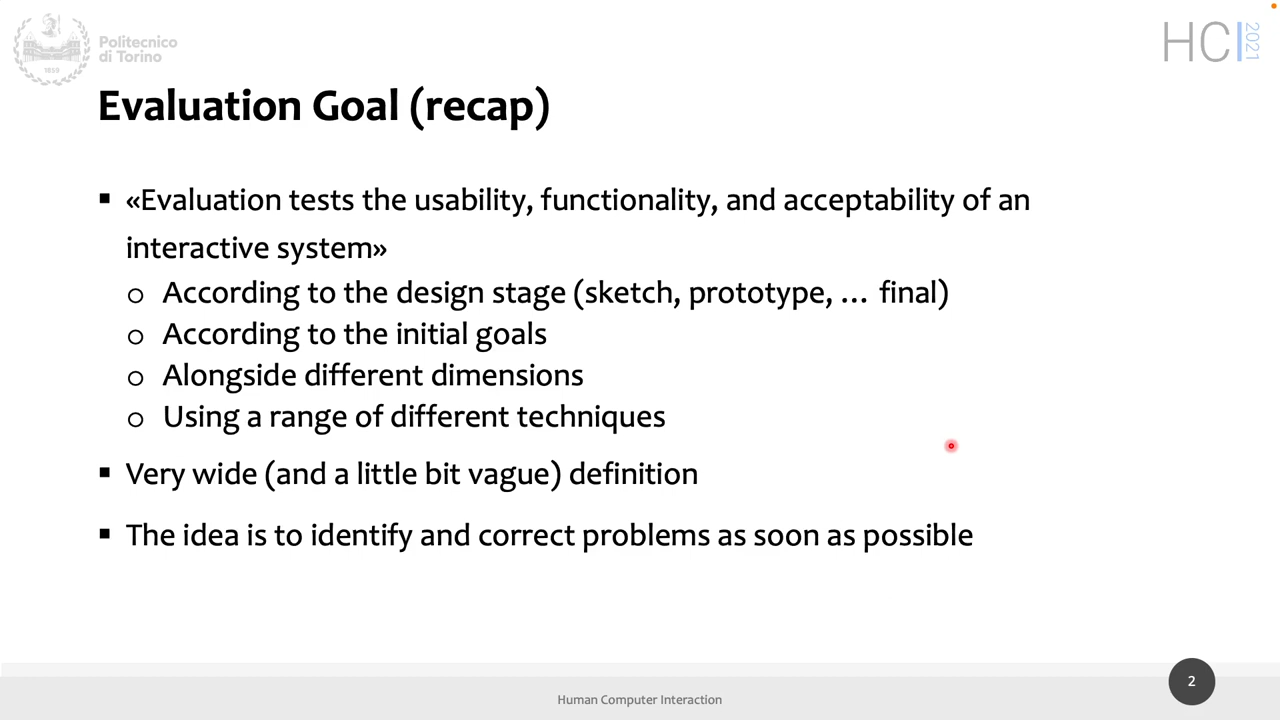 Politecnico
di Torino
1859
HCI 2021
Evaluation Goal (recap)
▪ «Evaluation tests the usability, functionality, and acceptability of an
interactive system»
o According to the design stage (sketch, prototype, … final)
o According to the initial goals
o Alongside different dimensions
o Using a range of different techniques
▪ Very wide (and a little bit vague) definition
▪ The idea is to identify and correct problems as soon as possible
Human Computer Interaction
2